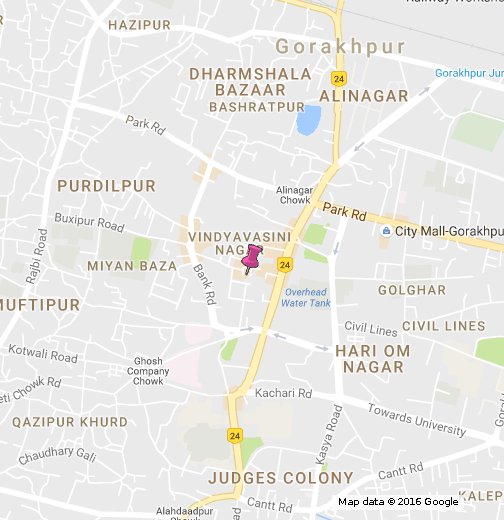 Railway Workshop
HAZIPUR
Gorakhpur
DHARMSHALA
BAZAAR
BASHRATPUR
24
Gorakhpur Jun
ALINAGAR
Park Rd
PURDILPUR
Alinagar
Chowk
Park Rd
Buxipur Road
City Mall-Gorakhpu
VINDYAVASINI
NAGAR
Rajbi Road
MIYAN BAZA
Bank Rd
24
GOLGHAR
Overhead
Water Tank
MUFTIPUR
Civil Lines
CIVIL LINES
Kotwali Road
HARI OM
NAGAR
Ghosh
Company
Chowk
Kachari Rd
eti Chowk Rd
Towards University
QAZIPUR KHURD
Kasya Road
24
Chaudhary Gali
JUDGES COLONY
Cantt Rd
KALEP
Alahdaadpur
Cantt Rd
Map data © 2016 Google